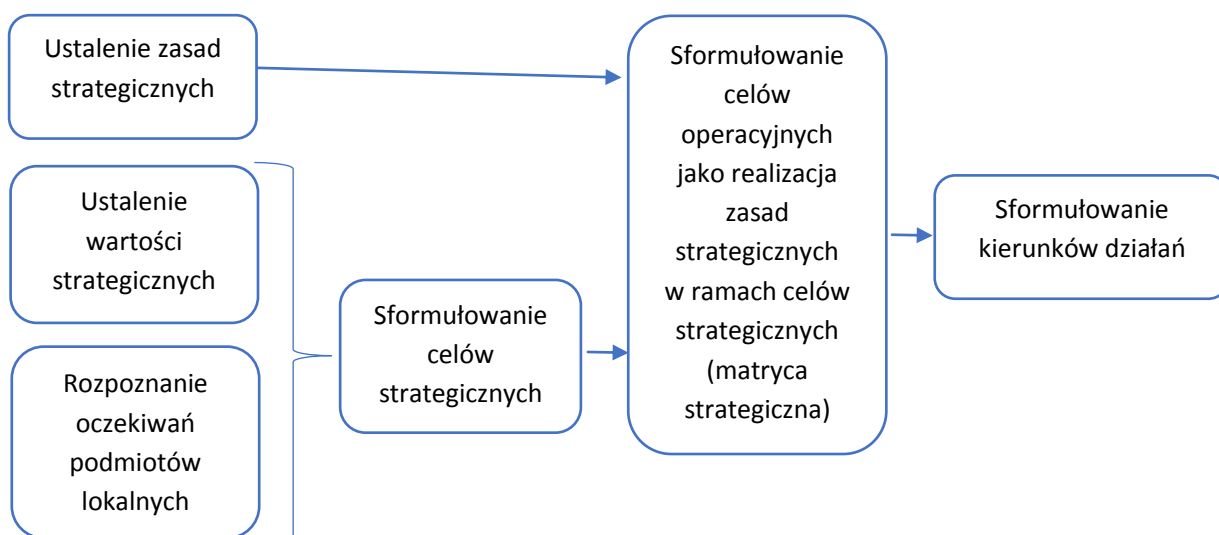 Ustalenie zasad
strategicznych
Ustalenie
wartości
strategicznych
Rozpoznanie
oczekiwań
podmiotów
lokalnych
Sformułowanie
celów
strategicznych
Sformułowanie
celów
operacyjnych
jako realizacja
zasad
strategicznych
w ramach celów
strategicznych
(matryca
strategiczna)
Sformułowanie
kierunków działań